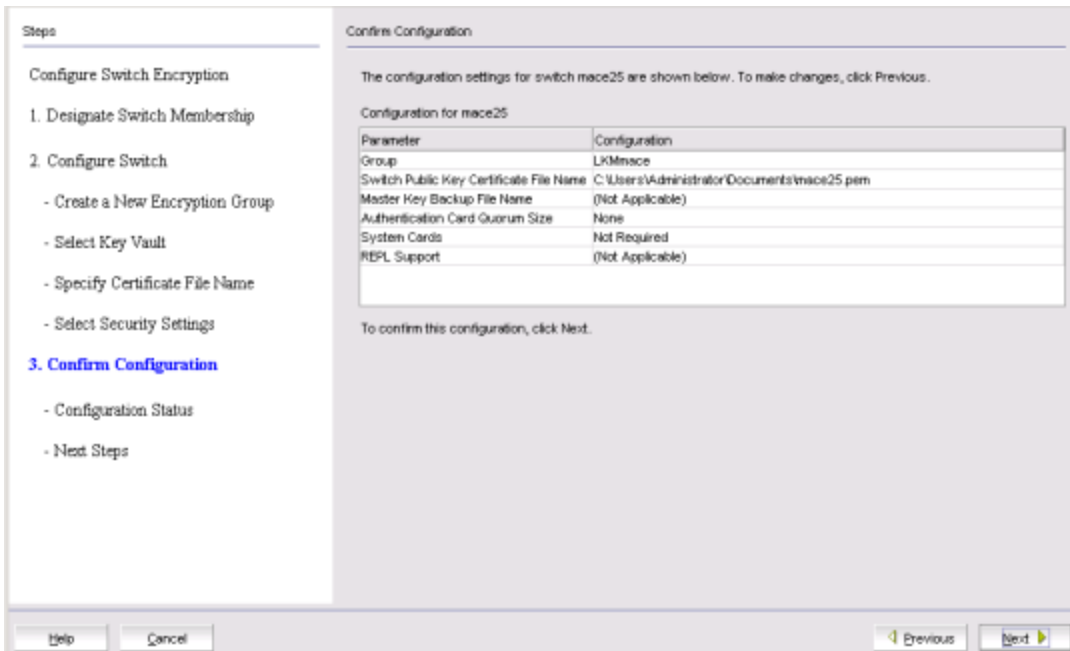 Steps
Configure Switch Encryption
1. Designate Switch Membership
2. Configure Switch
- Create a New Encryption Group
- Select Key Vault
- Specify Certificate File Name
- Select Security Settings
3. Confirm Configuration
- Configuration Status
- Next Steps
Confirm Configuration
The configuration settings for switch mace25 are shown below. To make changes, click Previous.
Configuration for mace25
Parameter Configuration
Group LKMmace
Switch Public Key Certificate File Name C:\Users\Administrator\Documents\mace25.pem
Master Key Backup File Name (Not Applicable)
Authentication Card Quorum Size None
System Cards Not Required
REPL Support (Not Applicable)
To confirm this configuration, click Next.
Help Cancel Previous Next